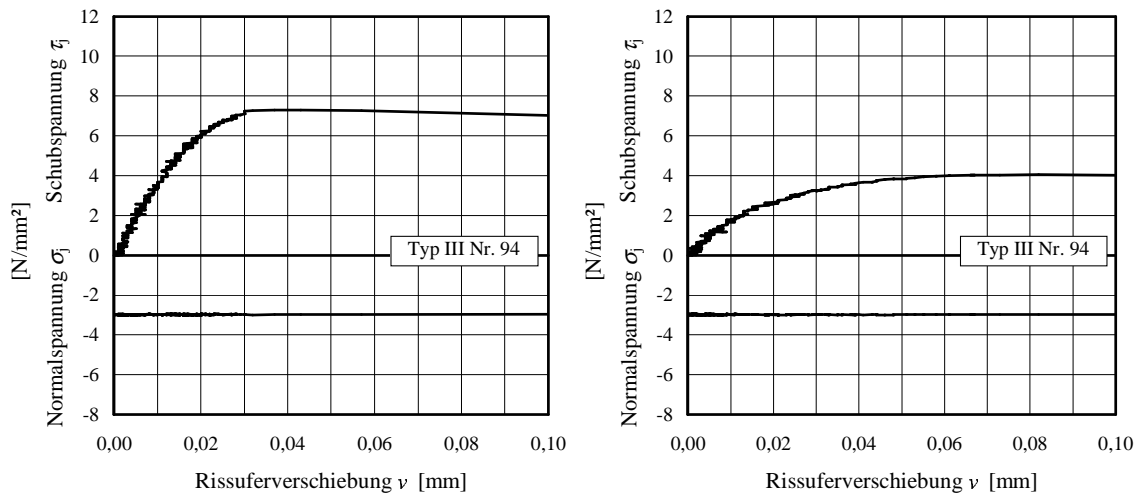 12
10
8
6
4
2
0
-2
-4
-6
-8
[N/mm²]
Normalspannung σj
Schubspannung τj
Typ III Nr. 94
0,00 0,02 0,04 0,06 0,08 0,10
Rissuferverschiebung ν [mm]
12
10
8
6
4
2
0
-2
-4
-6
-8
[N/mm²]
Normalspannung σj
Schubspannung τj
Typ III Nr. 94
0,00 0,02 0,04 0,06 0,08 0,10
Rissuferverschiebung ν [mm]